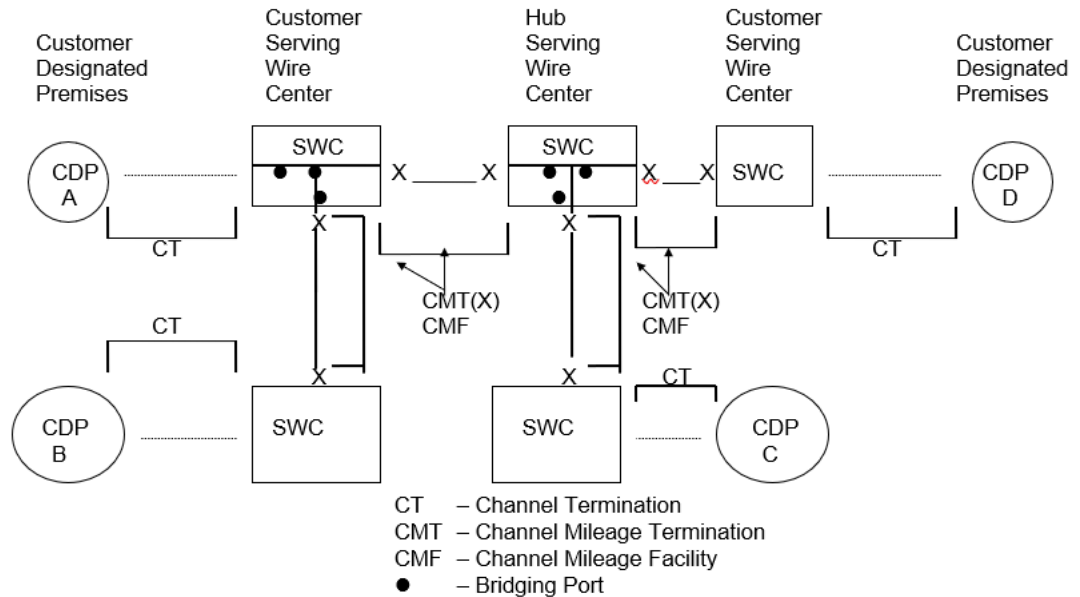 Customer
Designated
Premises
Customer
Serving
Wire
Center
Hub
Serving
Wire
Center
Customer
Serving
Wire
Center
Customer
Designated
Premises
CDP
A
SWC
X
X
SWC
X
X
SWC
CDP
D
CT
X
X
CT
CMT(X)
CMF
CMT(X)
CMF
CT
X
X
CT
CDP
B
SWC
SWC
CDP
C
CT – Channel Termination
CMT – Channel Mileage Termination
CMF – Channel Mileage Facility
● – Bridging Port